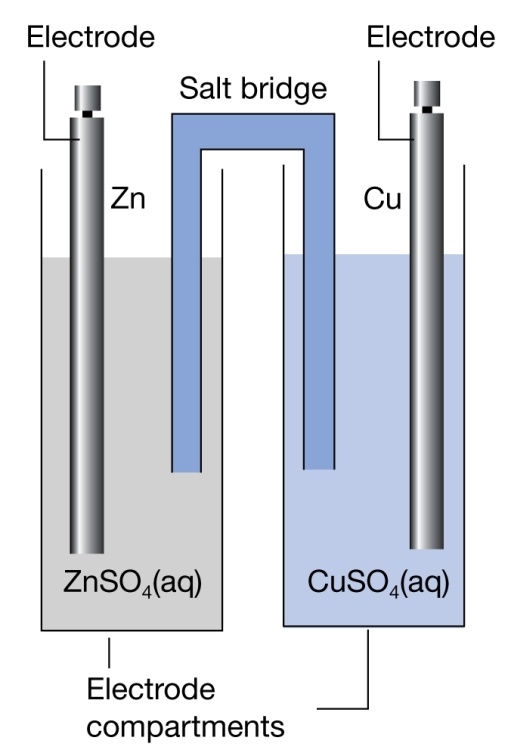 Electrode
Electrode
Salt bridge
Zn
Cu
ZnSO₄(aq)
CuSO₄(aq)
Electrode
compartments